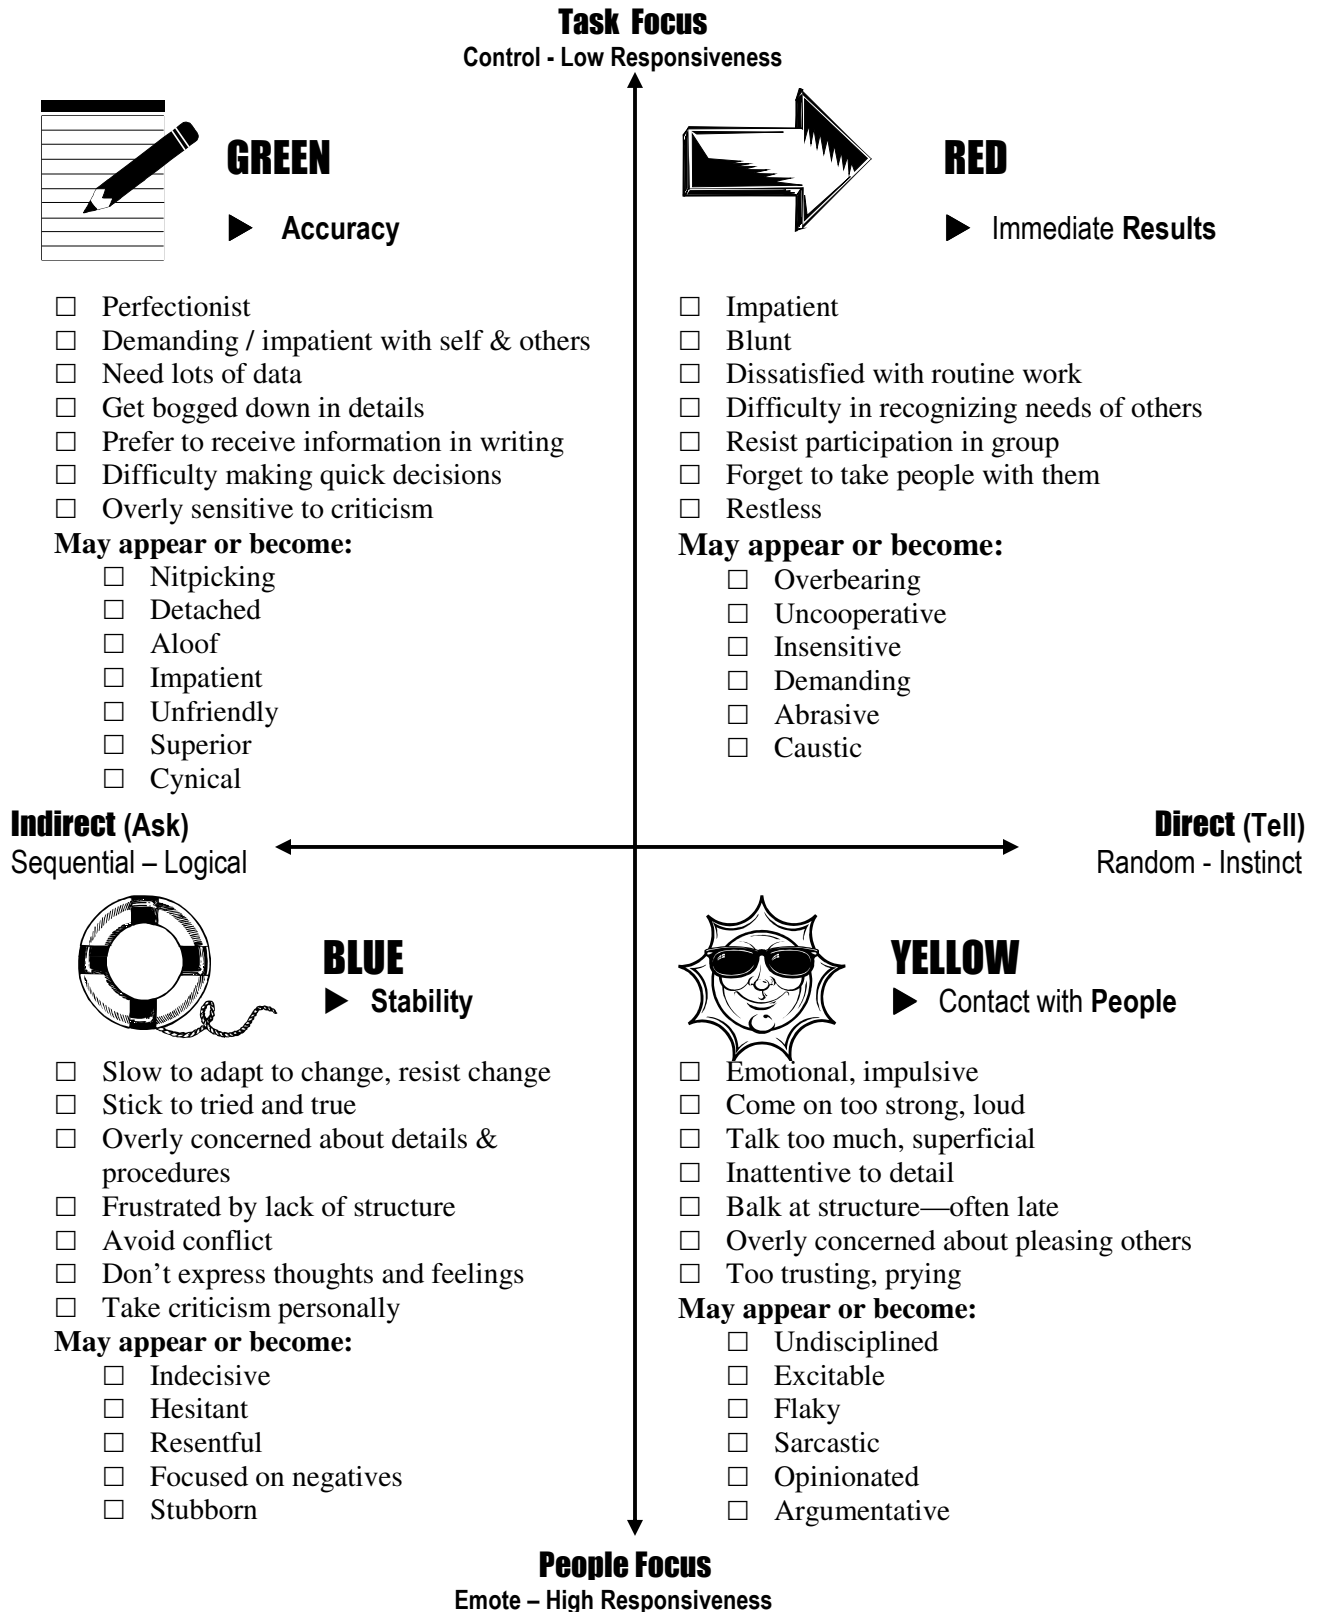 Task Focus
Control - Low Responsiveness
GREEN
► Accuracy
☐ Perfectionist
☐ Demanding / impatient with self & others
☐ Need lots of data
☐ Get bogged down in details
☐ Prefer to receive information in writing
☐ Difficulty making quick decisions
☐ Overly sensitive to criticism
May appear or become:
☐ Nitpicking
☐ Detached
☐ Aloof
☐ Impatient
☐ Unfriendly
☐ Superior
☐ Cynical
RED
► Immediate Results
☐ Impatient
☐ Blunt
☐ Dissatisfied with routine work
☐ Difficulty in recognizing needs of others
☐ Resist participation in group
☐ Forget to take people with them
☐ Restless
May appear or become:
☐ Overbearing
☐ Uncooperative
☐ Insensitive
☐ Demanding
☐ Abrasive
☐ Caustic
Indirect (Ask)
Sequential – Logical
Direct (Tell)
Random - Instinct
BLUE
► Stability
☐ Slow to adapt to change, resist change
☐ Stick to tried and true
☐ Overly concerned about details &
procedures
☐ Frustrated by lack of structure
☐ Avoid conflict
☐ Don’t express thoughts and feelings
☐ Take criticism personally
May appear or become:
☐ Indecisive
☐ Hesitant
☐ Resentful
☐ Focused on negatives
☐ Stubborn
YELLOW
► Contact with People
☐ Emotional, impulsive
☐ Come on too strong, loud
☐ Talk too much, superficial
☐ Inattentive to detail
☐ Balk at structure—often late
☐ Overly concerned about pleasing others
☐ Too trusting, prying
May appear or become:
☐ Undisciplined
☐ Excitable
☐ Flaky
☐ Sarcastic
☐ Opinionated
☐ Argumentative
People Focus
Emote – High Responsiveness